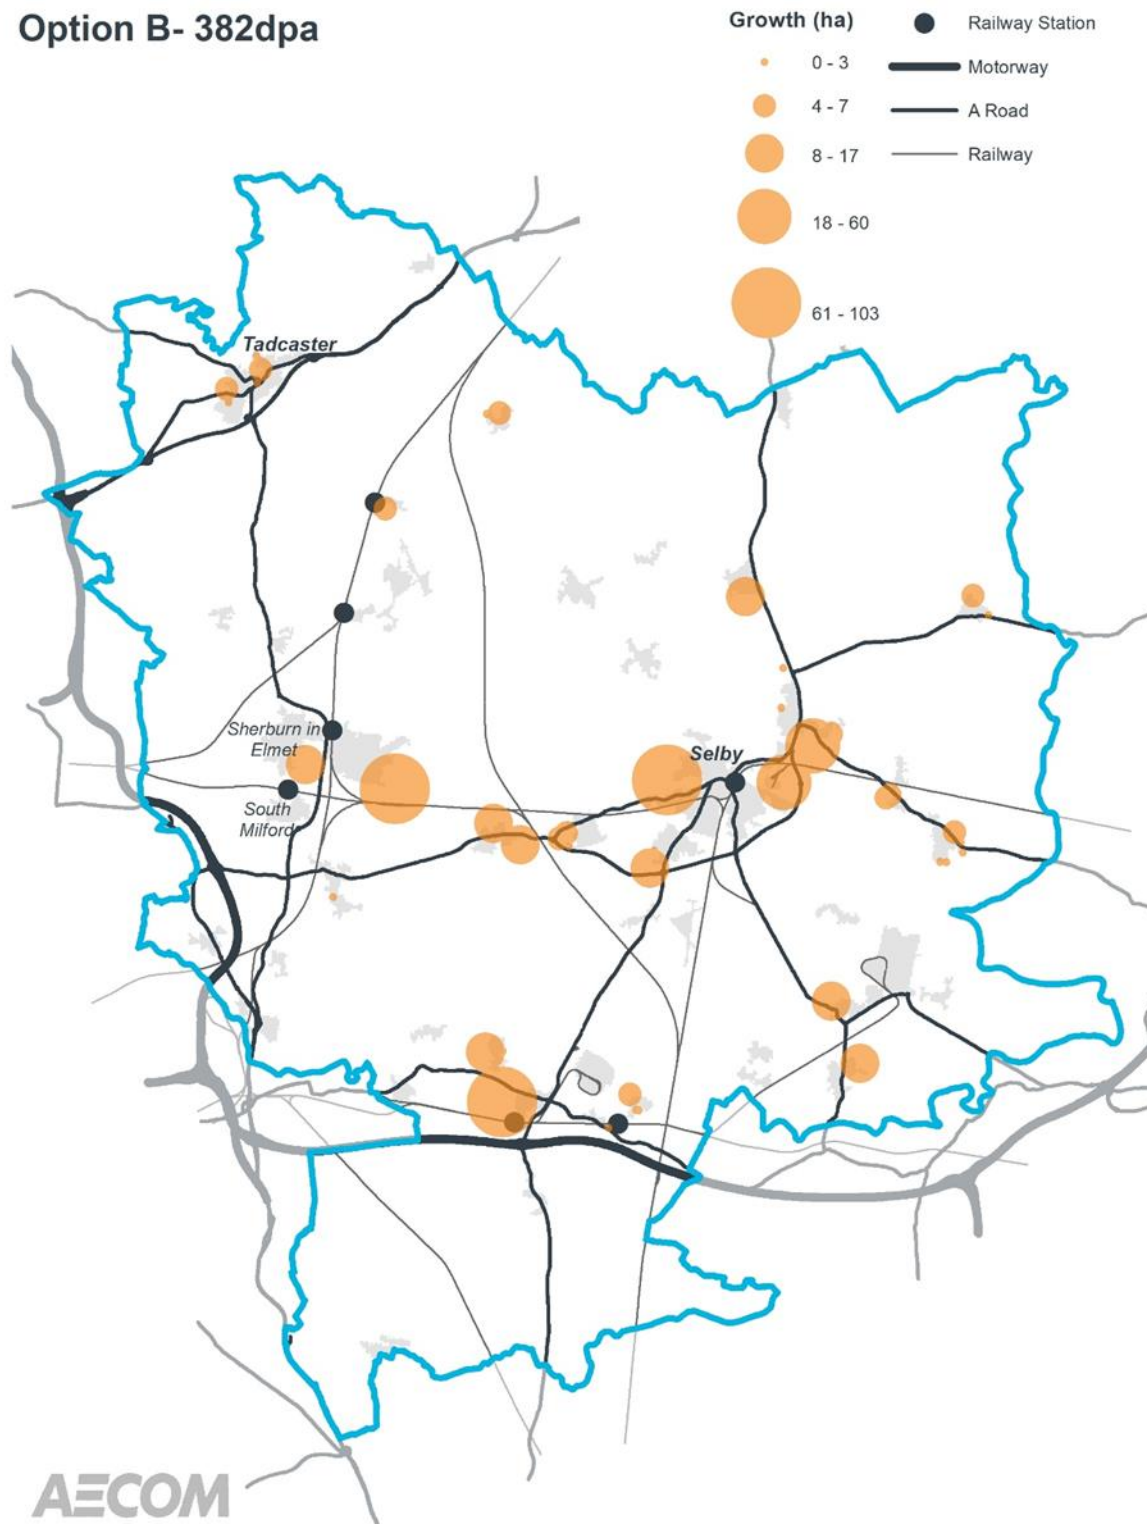 Option B- 382dpa
Growth (ha)
0 - 3
4 - 7
8 - 17
18 - 60
61 - 103
Railway Station
Motorway
A Road
Railway
Tadcaster
Sherburn in
Elmet
South
Milford
Selby
AECOM